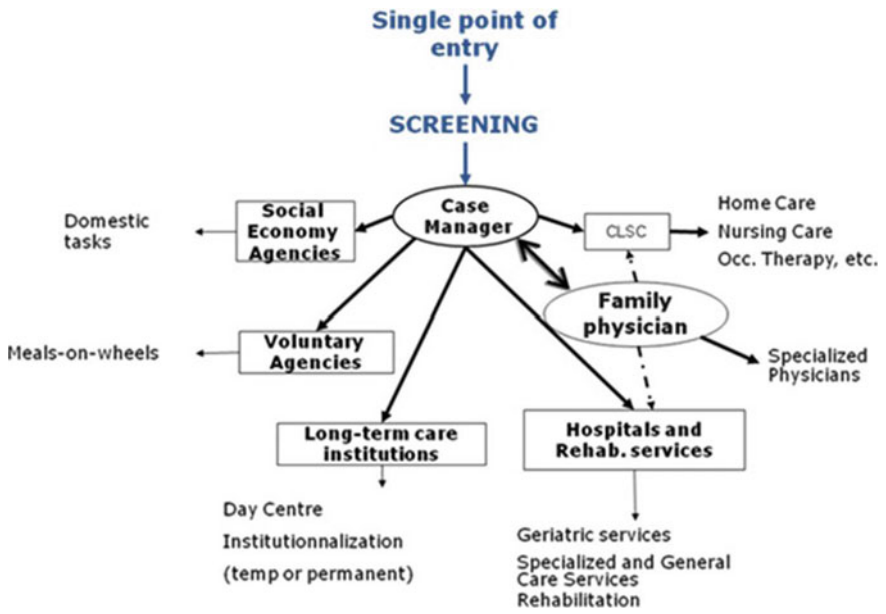 Single point of
entry
SCREENING
Case
Manager
Social
Economy
Agencies
Domestic
tasks
CLSC
Home Care
Nursing Care
Occ. Therapy, etc.
Family
physician
Voluntary
Agencies
Meals-on-wheels
Specialized
Physicians
Long-term care
institutions
Hospitals and
Rehab. services
Day Centre
Institutionnalization
(temp or permanent)
Geriatric services
Specialized and General
Care Services
Rehabilitation